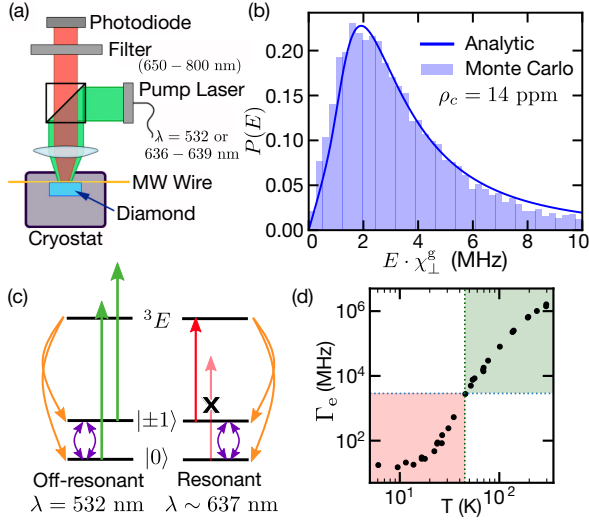 (a)
Photodiode
Filter
(650 – 800 nm)
Pump Laser
λ = 532 or
636 – 639 nm
MW Wire
Diamond
Cryostat
(b)
P(E)
0.20
0.15
0.10
0.05
0.00
0 2 4 6 8 10
E · χ⊥ᵍ (MHz)
Analytic
Monte Carlo
ρc = 14 ppm
(c)
³E
|±1⟩
|0⟩
X
Off-resonant
λ = 532 nm
Resonant
λ ∼ 637 nm
(d)
Γe (MHz)
10⁶
10⁴
10²
10¹ 10²
T (K)